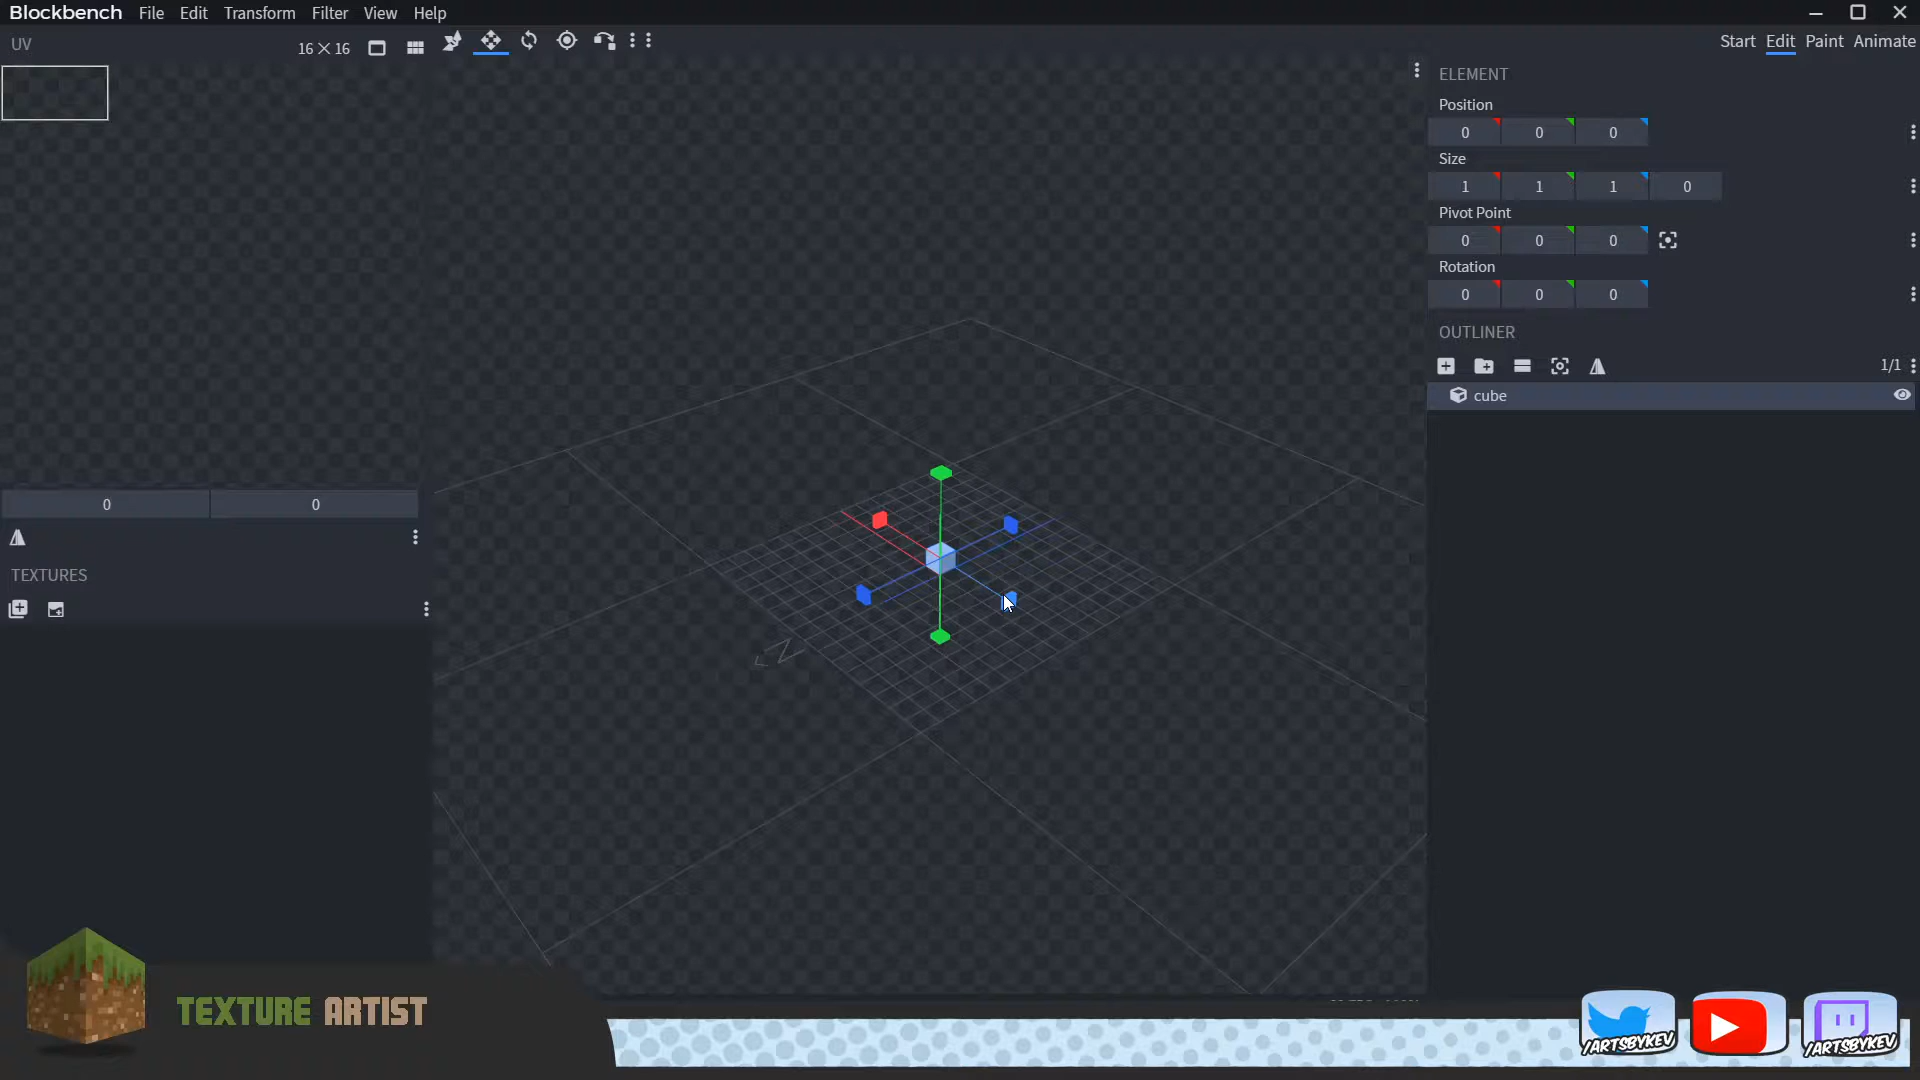 Blockbench File Edit Transform Filter View Help
UV 16×16
Start Edit Paint Animate
ELEMENT
Position
0 0 0
Size
1 1 1 0
Pivot Point
0 0 0
Rotation
0 0 0
OUTLINER
1/1
cube
0 0
TEXTURES
Z
TEXTURE ARTIST
/ARTSBYKEV
/ARTSBYKEV